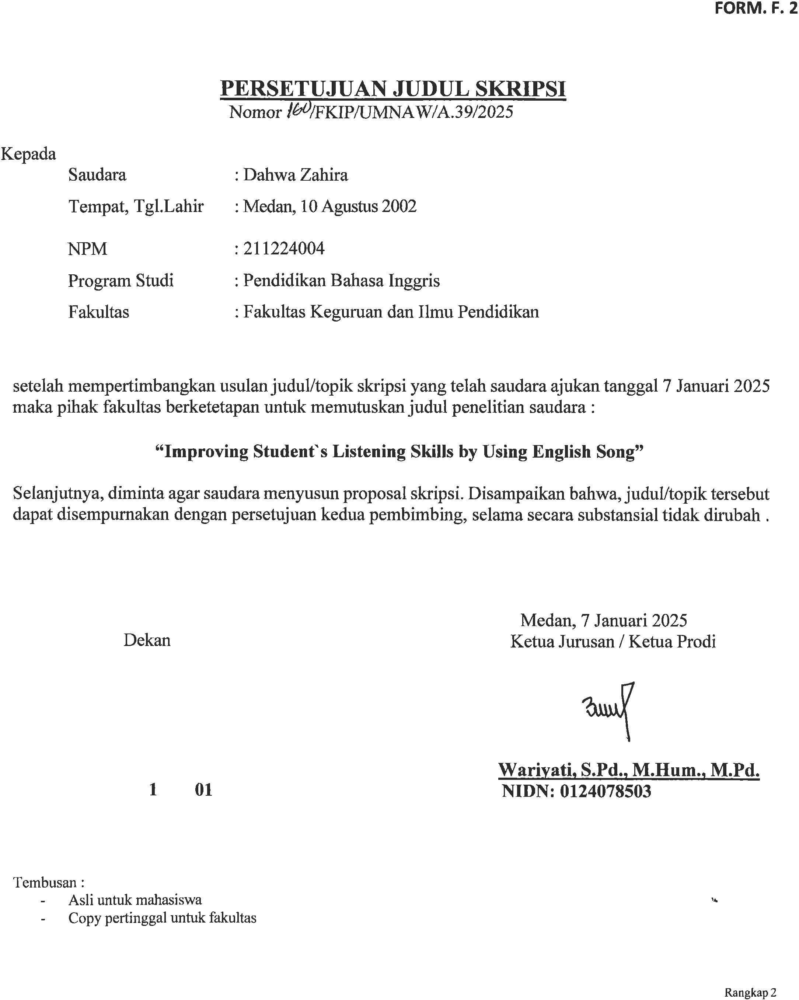 FORM. F. 2
PERSETUJUAN JUDUL SKRIPSI
Nomor 160/FKIP/UMNAW/A.39/2025
Kepada
Saudara : Dahwa Zahira
Tempat, Tgl.Lahir : Medan, 10 Agustus 2002
NPM : 211224004
Program Studi : Pendidikan Bahasa Inggris
Fakultas : Fakultas Keguruan dan Ilmu Pendidikan
setelah mempertimbangkan usulan judul/topik skripsi yang telah saudara ajukan tanggal 7 Januari 2025
maka pihak fakultas berketetapan untuk memutuskan judul penelitian saudara :
“Improving Student`s Listening Skills by Using English Song”
Selanjutnya, diminta agar saudara menyusun proposal skripsi. Disampaikan bahwa, judul/topik tersebut
dapat disempurnakan dengan persetujuan kedua pembimbing, selama secara substansial tidak dirubah .
Medan, 7 Januari 2025
Dekan Ketua Jurusan / Ketua Prodi
Wariyati, S.Pd., M.Hum., M.Pd.
1 01 NIDN: 0124078503
Tembusan :
- Asli untuk mahasiswa
- Copy pertinggal untuk fakultas
Rangkap 2